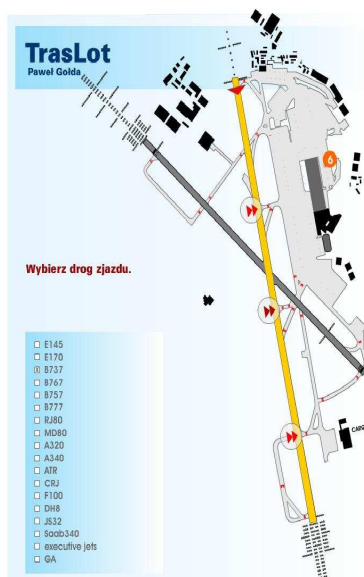 TrasLot
Paweł Gołda
6
Wybierz drog zjazdu.
E145
E170
B737
B767
B757
B777
RJ80
MD80
A320
A340
ATR
CRJ
F100
DH8
JS32
Saab340
executive jets
GA